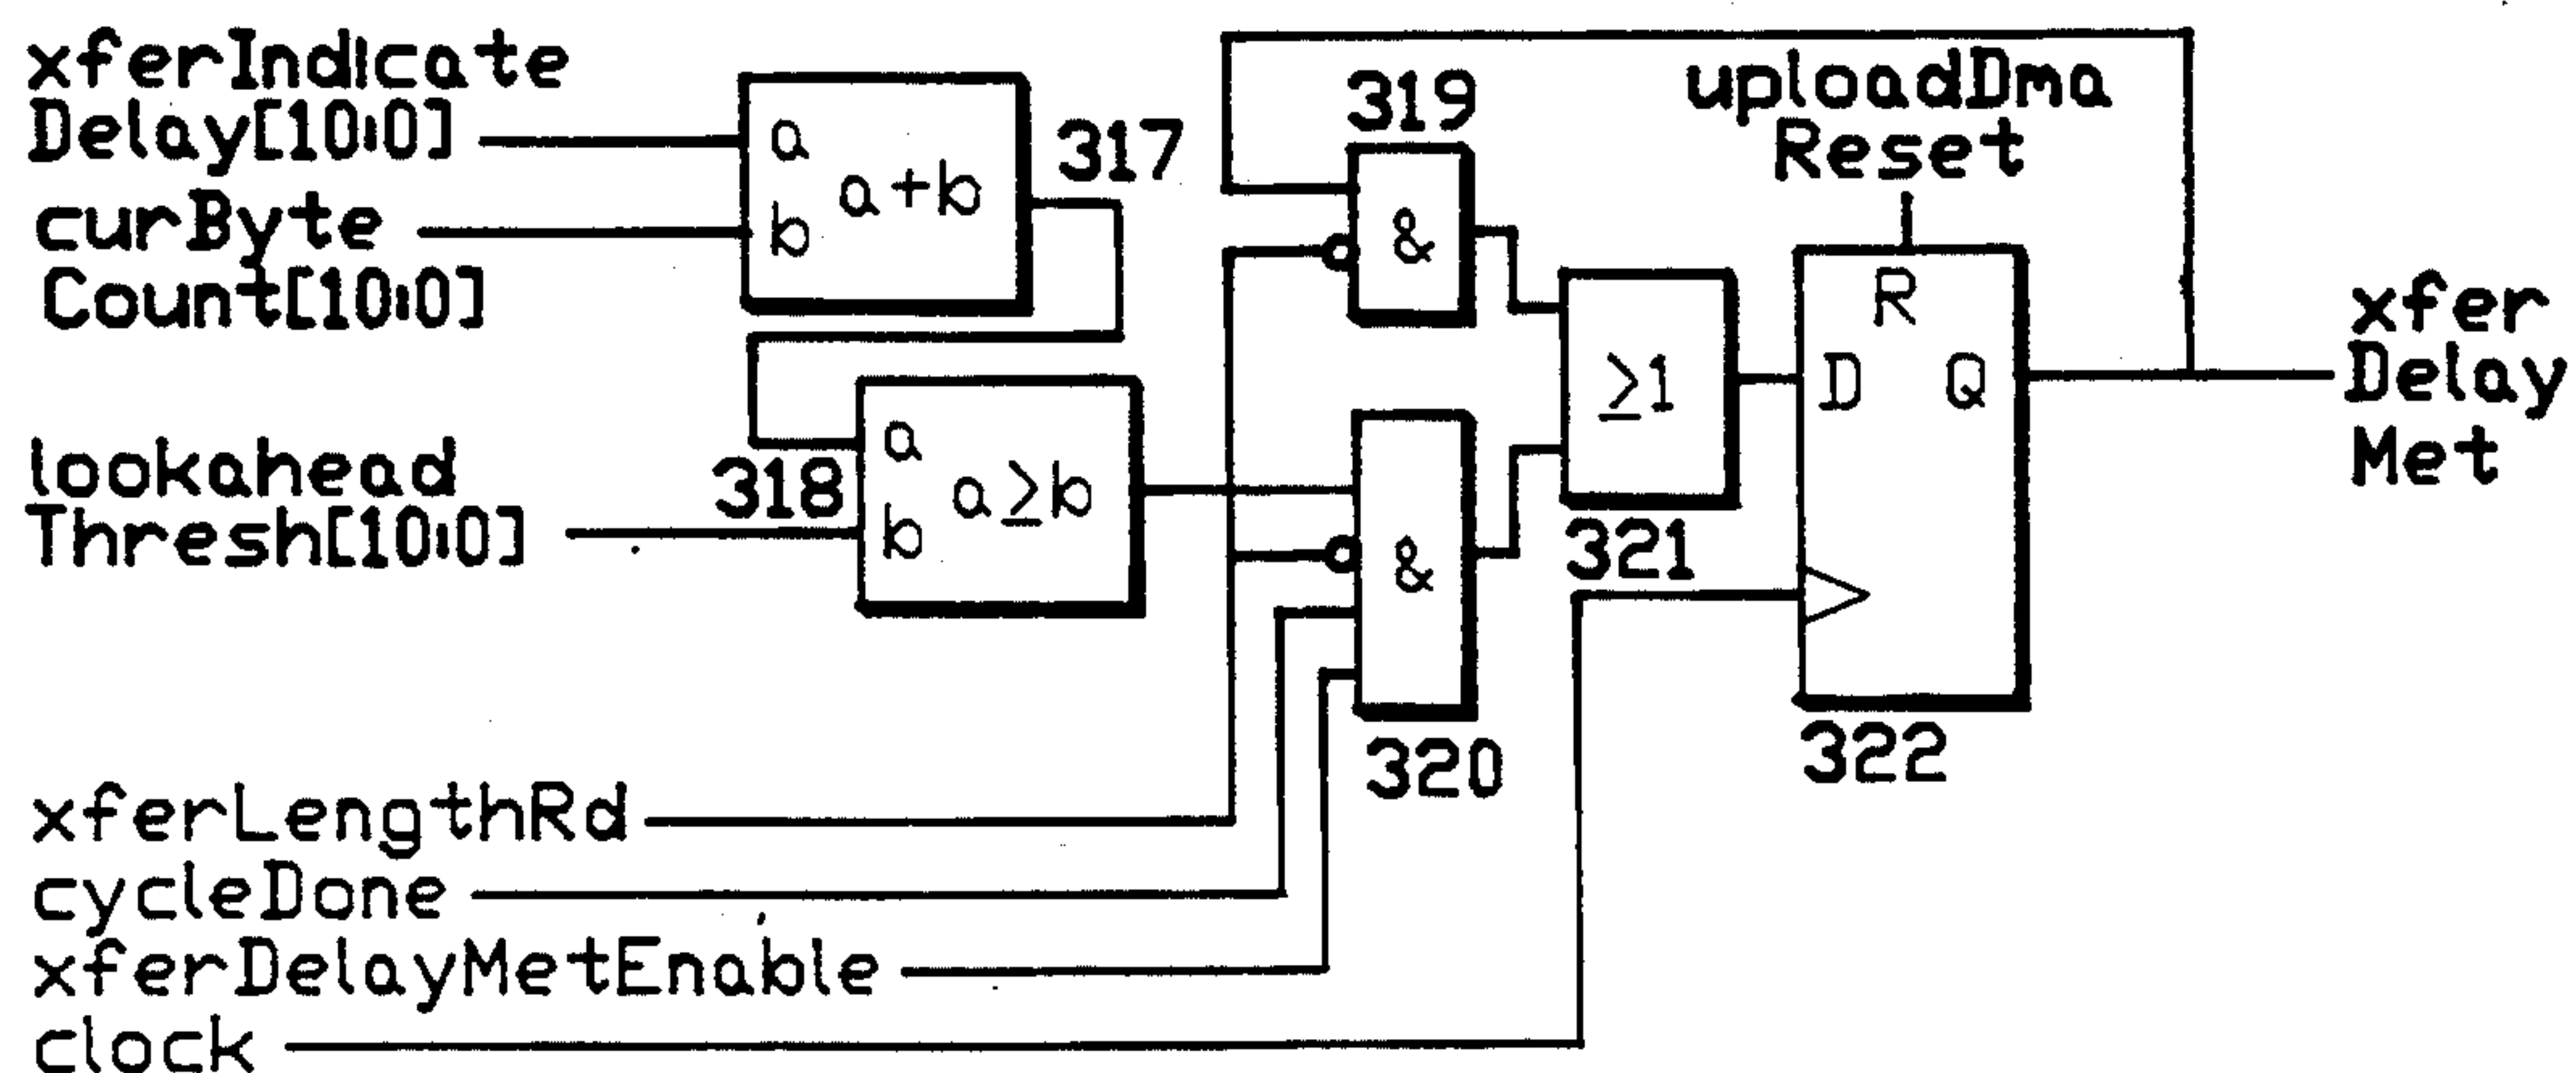 xferIndicate
Delay[10:0]
curByte
Count[10:0]
a
b
a+b
317
lookahead
Thresh[10:0]
318
a
b
a≥b
319
&
&
320
≥1
321
uploadDma
Reset
R
D
Q
322
xfer
Delay
Met
xferLengthRd
cycleDone
xferDelayMetEnable
clock